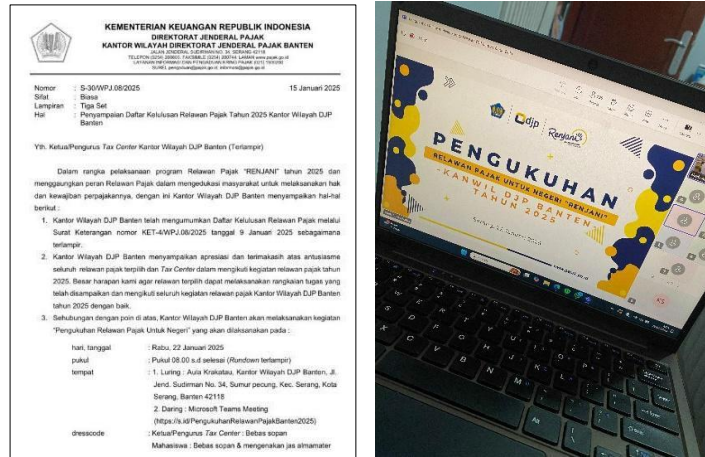 KEMENTERIAN KEUANGAN REPUBLIK INDONESIA
DIREKTORAT JENDERAL PAJAK
KANTOR WILAYAH DIREKTORAT JENDERAL PAJAK BANTEN
JALAN JENDERAL SUDIRMAN NO. 34, SERANG 42118
Nomor : S-30/WPJ.08/2025 15 Januari 2025
Sifat : Biasa
Lampiran : Tiga Set
Hal : Penyampaian Daftar Kelulusan Relawan Pajak Tahun 2025 Kantor Wilayah DJP
Banten
Yth. Ketua/Pengurus Tax Center Kantor Wilayah DJP Banten (Terlampir)
Dalam rangka pelaksanaan program Relawan Pajak "RENJANI" tahun 2025 dan
menggaungkan peran Relawan Pajak dalam mengedukasi masyarakat untuk melaksanakan hak
dan kewajiban perpajakannya, dengan ini Kantor Wilayah DJP Banten menyampaikan hal-hal
berikut :
1. Kantor Wilayah DJP Banten telah mengumumkan Daftar Kelulusan Relawan Pajak melalui
Surat Keterangan nomor KET-4/WPJ.08/2025 tanggal 9 Januari 2025 sebagaimana
terlampir.
2. Kantor Wilayah DJP Banten menyampaikan apresiasi dan terimakasih atas antusiasme
seluruh relawan pajak terpilih dan Tax Center dalam mengikuti kegiatan relawan pajak tahun
2025. Besar harapan kami agar relawan terpilih dapat melaksanakan rangkaian tugas yang
telah disampaikan dan mengikuti seluruh kegiatan relawan pajak Kantor Wilayah DJP Banten
tahun 2025 dengan baik.
3. Sehubungan dengan poin di atas, Kantor Wilayah DJP Banten akan melaksanakan kegiatan
"Pengukuhan Relawan Pajak Untuk Negeri" yang akan dilaksanakan pada :
hari, tanggal : Rabu, 22 Januari 2025
pukul : Pukul 08.00 s.d selesai (Rundown terlampir)
tempat : 1. Luring : Aula Krakatau, Kantor Wilayah DJP Banten, Jl.
Jend. Sudirman No. 34, Sumur pecung, Kec. Serang, Kota
Serang, Banten 42118
2. Daring : Microsoft Teams Meeting
(https://s.id/PengukuhanRelawanPajakBanten2025)
dresscode : Ketua/Pengurus Tax Center : Bebas sopan
Mahasiswa : Bebas sopan & mengenakan jas almamater
djp Renjani
PENGUKUHAN
RELAWAN PAJAK UNTUK NEGERI "RENJANI"
KANWIL DJP BANTEN
TAHUN 2025
KS